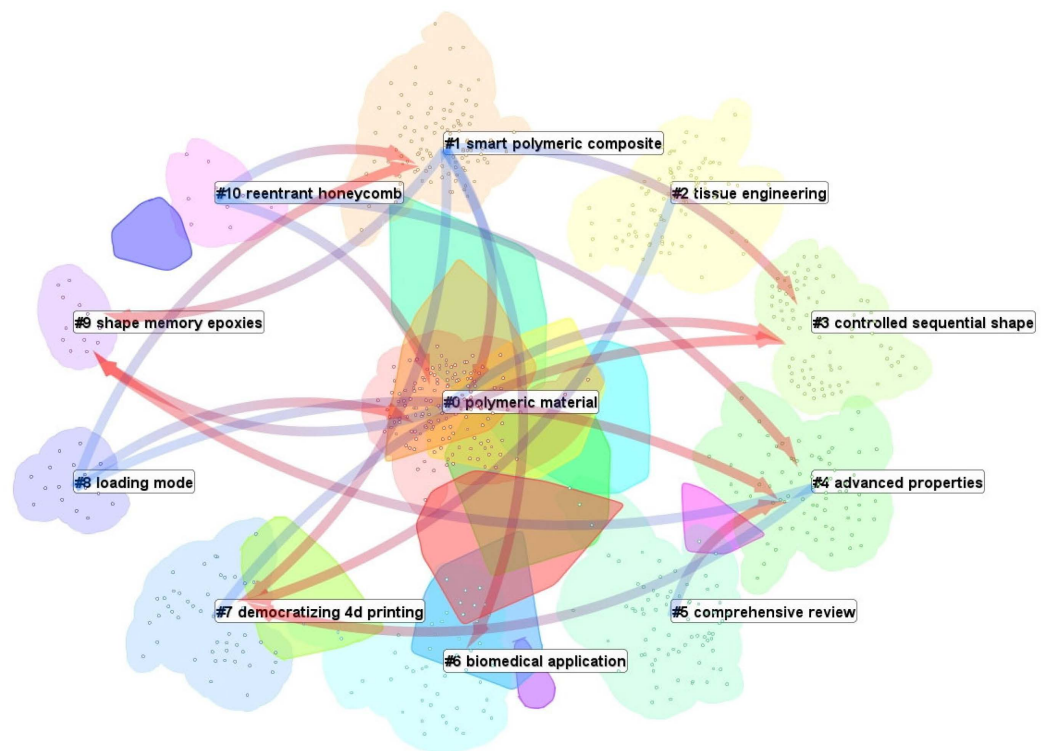 #1 smart polymeric composite
#10 reentrant honeycomb
#2 tissue engineering
#9 shape memory epoxies
#3 controlled sequential shape
#0 polymeric material
#8 loading mode
#4 advanced properties
#7 democratizing 4d printing
#5 comprehensive review
#6 biomedical application